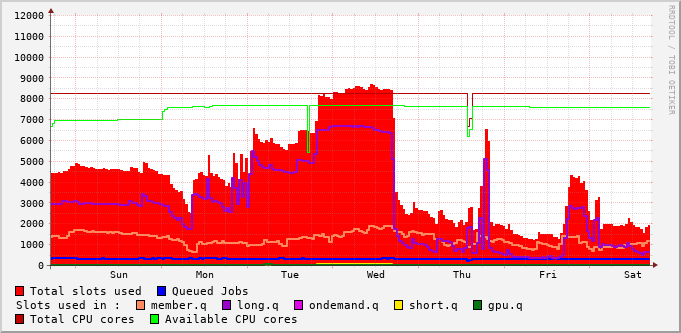 12000
11000
10000
9000
8000
7000
6000
5000
4000
3000
2000
1000
0
Sun Mon Tue Wed Thu Fri Sat
RRDTOOL / TOBI OETIKER
Total slots used Queued Jobs
Slots used in : member.q long.q ondemand.q short.q gpu.q
Total CPU cores Available CPU cores